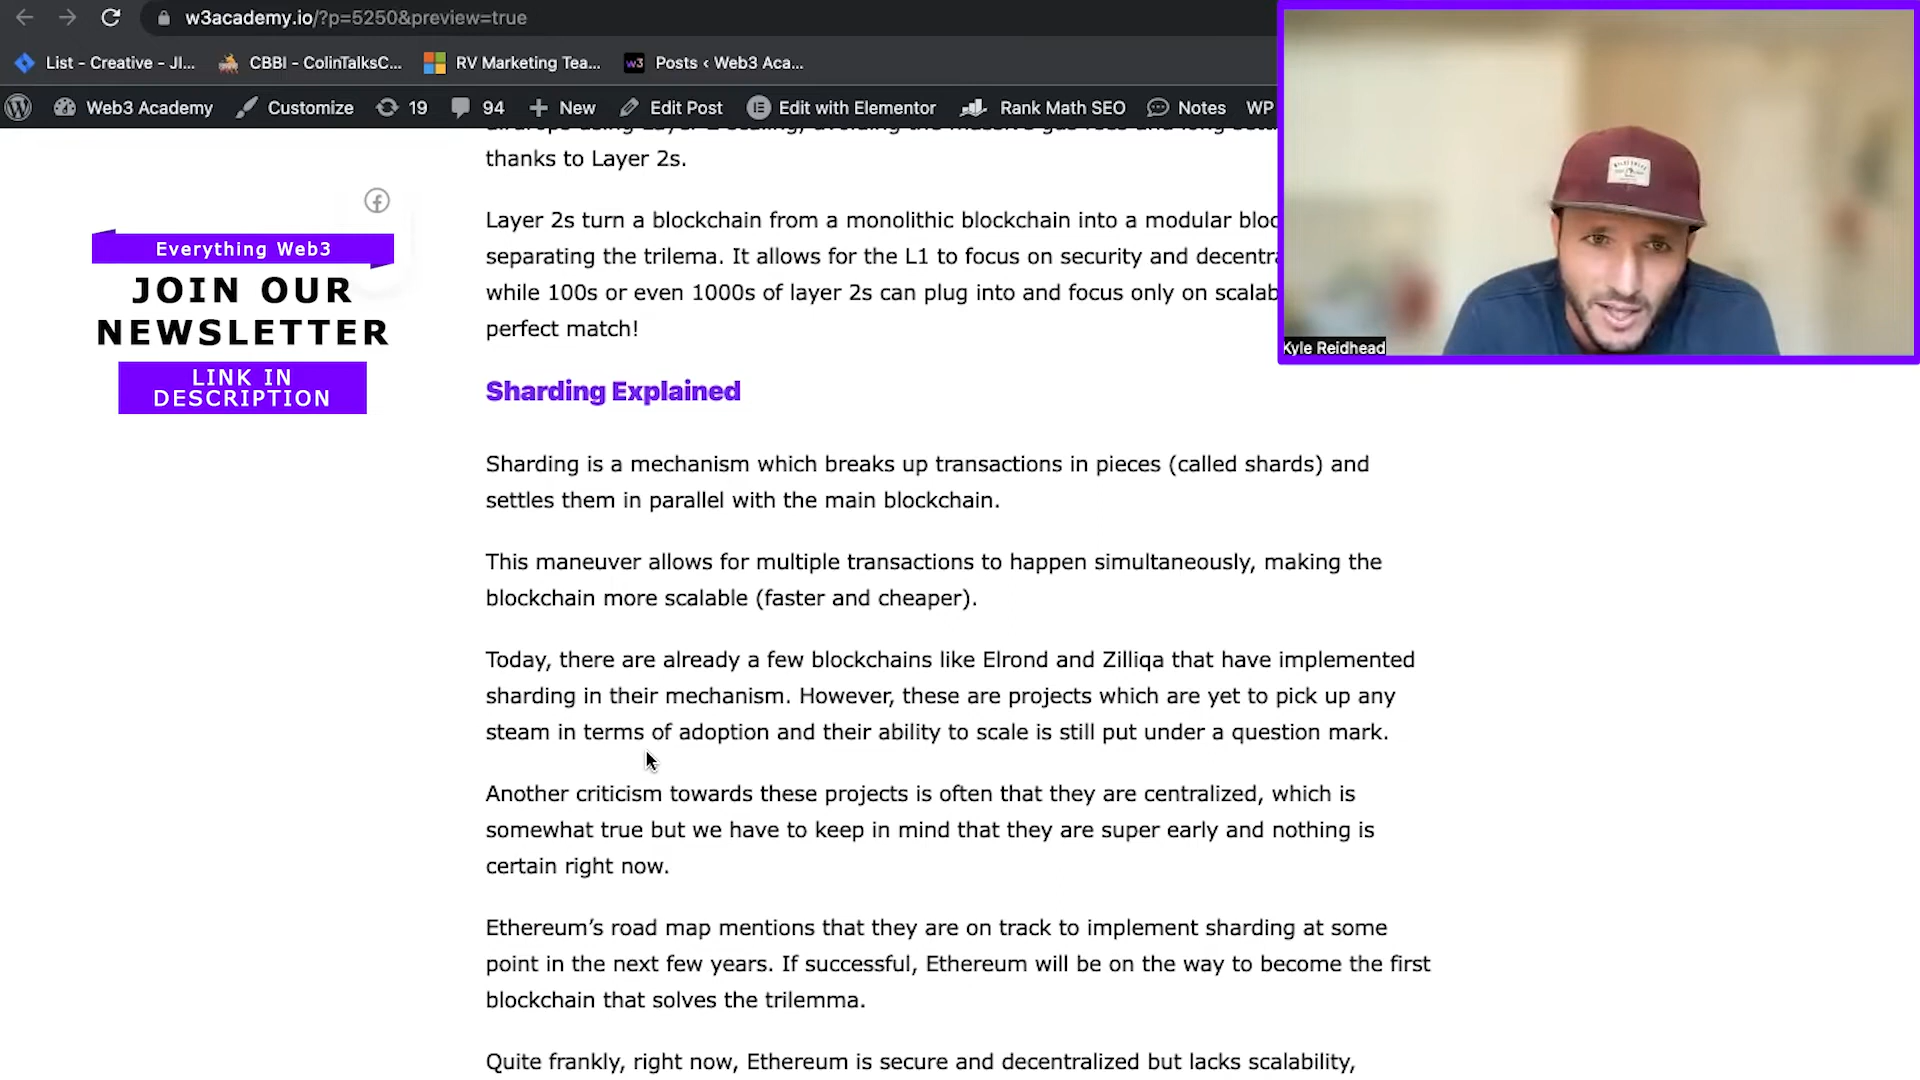 w3academy.io/?p=5250&preview=true
List - Creative - JI... CBBI - ColinTalksC... RV Marketing Tea... w3 Posts ‹ Web3 Aca...
Web3 Academy Customize 19 94 New Edit Post Edit with Elementor Rank Math SEO Notes WP
thanks to Layer 2s.
Layer 2s turn a blockchain from a monolithic blockchain into a modular bloc
separating the trilema. It allows for the L1 to focus on security and decentra
while 100s or even 1000s of layer 2s can plug into and focus only on scalab
perfect match!
Everything Web3
JOIN OUR
NEWSLETTER
LINK IN
DESCRIPTION
Kyle Reidhead
Sharding Explained
Sharding is a mechanism which breaks up transactions in pieces (called shards) and
settles them in parallel with the main blockchain.
This maneuver allows for multiple transactions to happen simultaneously, making the
blockchain more scalable (faster and cheaper).
Today, there are already a few blockchains like Elrond and Zilliqa that have implemented
sharding in their mechanism. However, these are projects which are yet to pick up any
steam in terms of adoption and their ability to scale is still put under a question mark.
Another criticism towards these projects is often that they are centralized, which is
somewhat true but we have to keep in mind that they are super early and nothing is
certain right now.
Ethereum’s road map mentions that they are on track to implement sharding at some
point in the next few years. If successful, Ethereum will be on the way to become the first
blockchain that solves the trilemma.
Quite frankly, right now, Ethereum is secure and decentralized but lacks scalability,